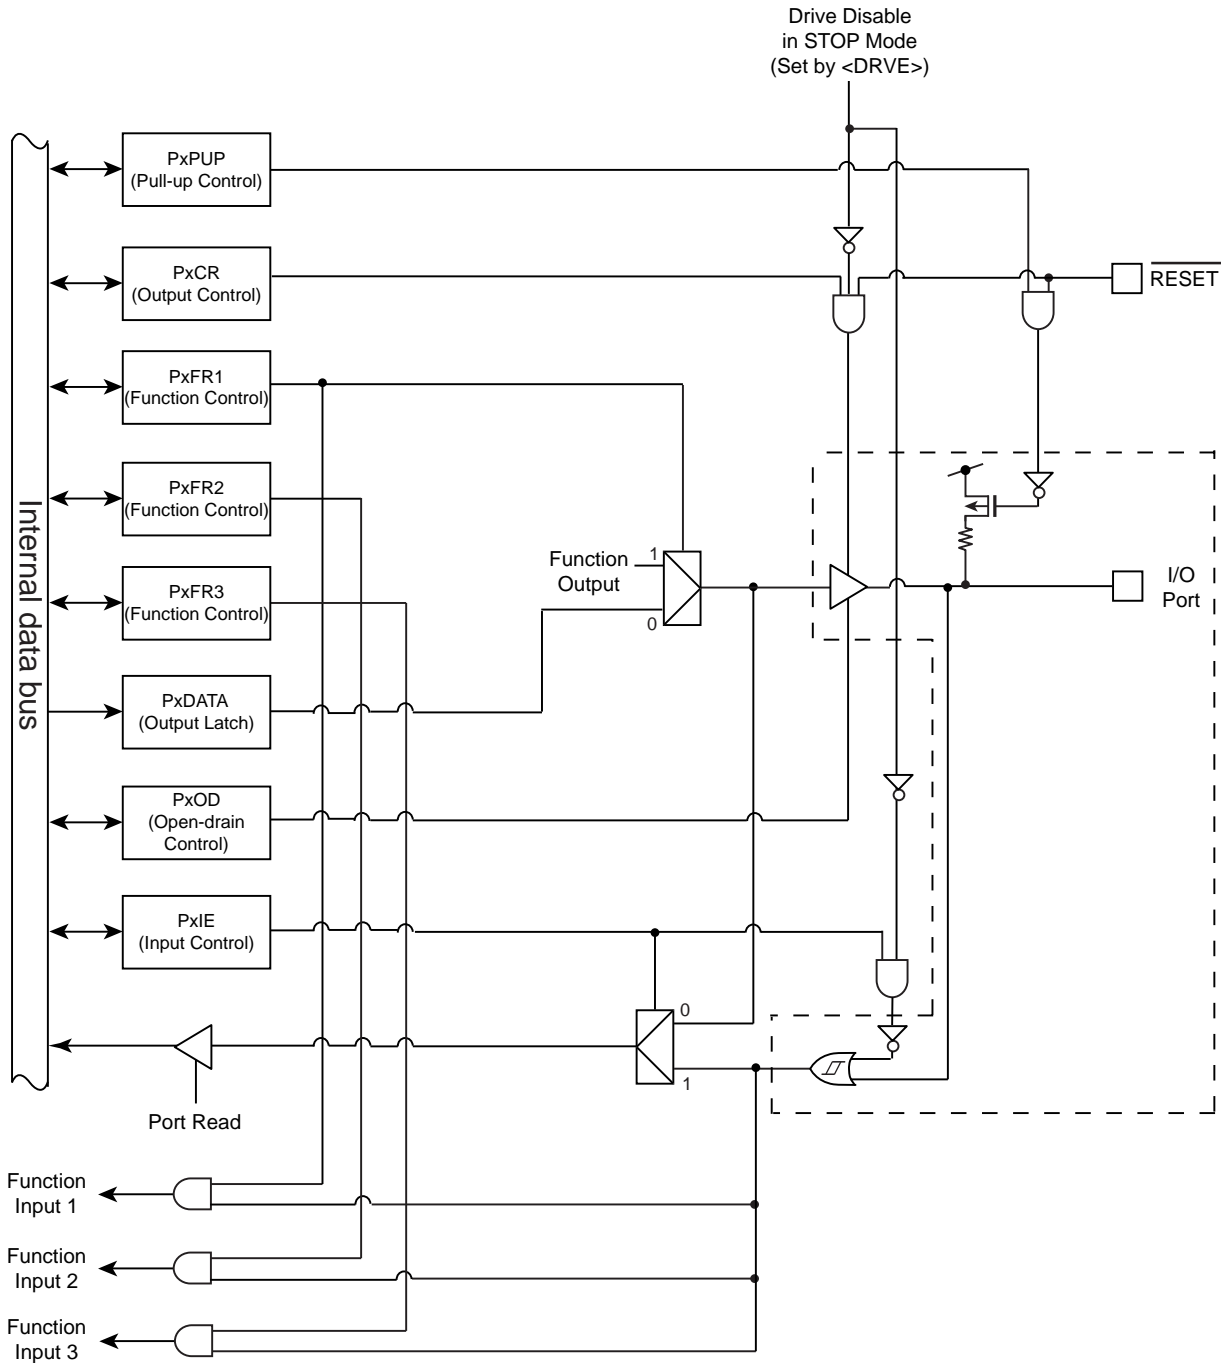 Drive Disable
in STOP Mode
(Set by <DRVE>)
PxPUP
(Pull-up Control)
PxCR
(Output Control)
RESET
PxFR1
(Function Control)
PxFR2
(Function Control)
Internal data bus
1
Function
Output
0
I/O
Port
PxFR3
(Function Control)
PxDATA
(Output Latch)
PxOD
(Open-drain
Control)
PxIE
(Input Control)
0
1
Port Read
Function
Input 1
Function
Input 2
Function
Input 3